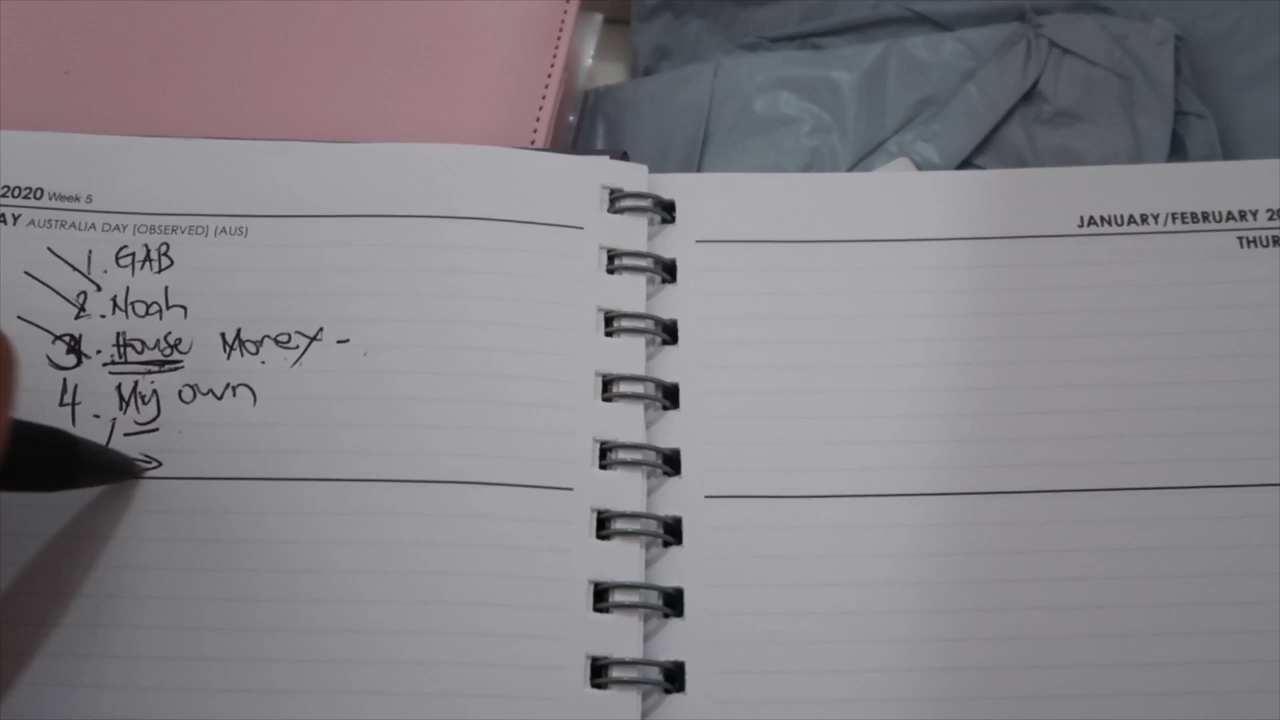 2020 Week 5
AY AUSTRALIA DAY [OBSERVED] (AUS)
1. GAB
2. Noah
3. House Money -
4. My own
JANUARY/FEBRUARY 20
THUR